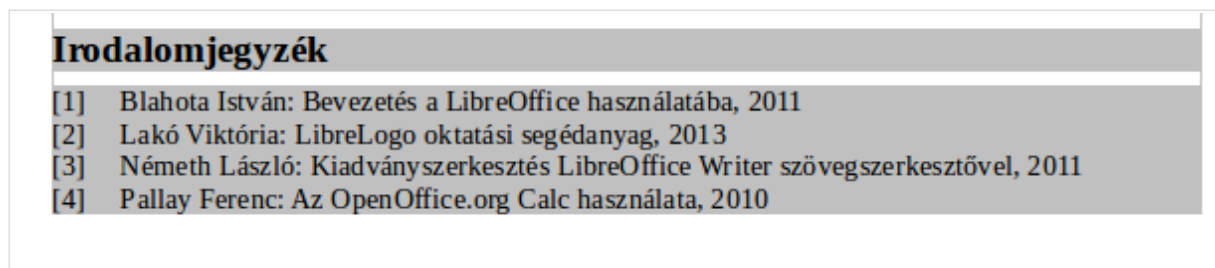 Irodalomjegyzék
[1] Blahota István: Bevezetés a LibreOffice használatába, 2011
[2] Lakó Viktória: LibreLogo oktatási segédanyag, 2013
[3] Németh László: Kiadványszerkesztés LibreOffice Writer szövegszerkesztővel, 2011
[4] Pallay Ferenc: Az OpenOffice.org Calc használata, 2010